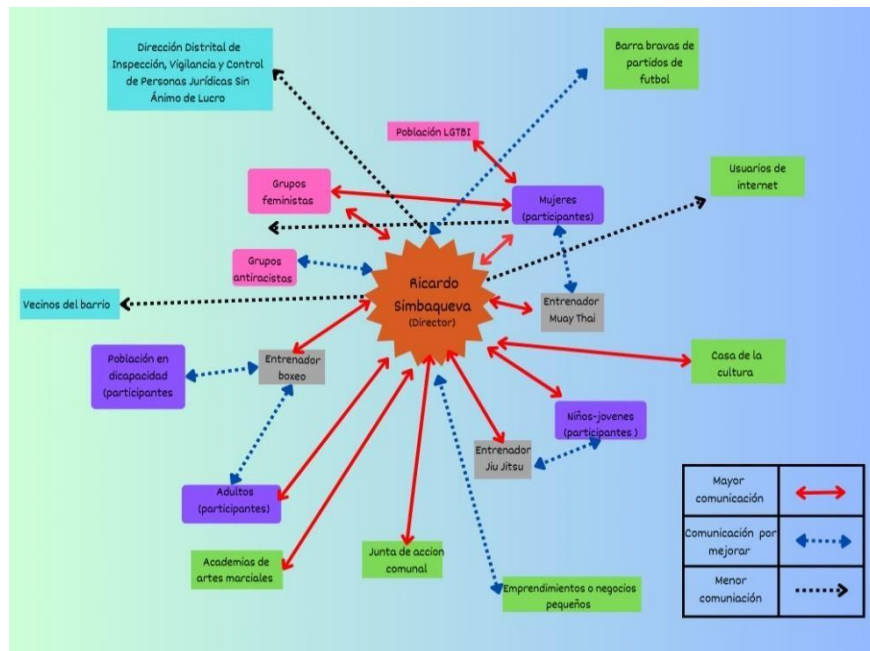 Dirección Distrital de
Inspección, Vigilancia y Control
de Personas Jurídicas Sin
Ánimo de Lucro
Barra bravas de
partidos de
futbol
Población LGTBI
Usuarios de
internet
Grupos
feministas
Mujeres
(participantes)
Grupos
antiracistas
Ricardo
Simbaqueva
(Director)
Vecinos del barrio
Entrenador
Muay Thai
Población en
dicapacidad
(participantes
Entrenador
boxeo
Casa de la
cultura
Niños-jovenes
(participantes )
Entrenador
Jiu Jitsu
Adultos
(participantes)
Academias de
artes marciales
Junta de accion
comunal
Emprendimientos o negocios
pequeños
Mayor
comunicación
Comunicación por
mejorar
Menor
comuniación